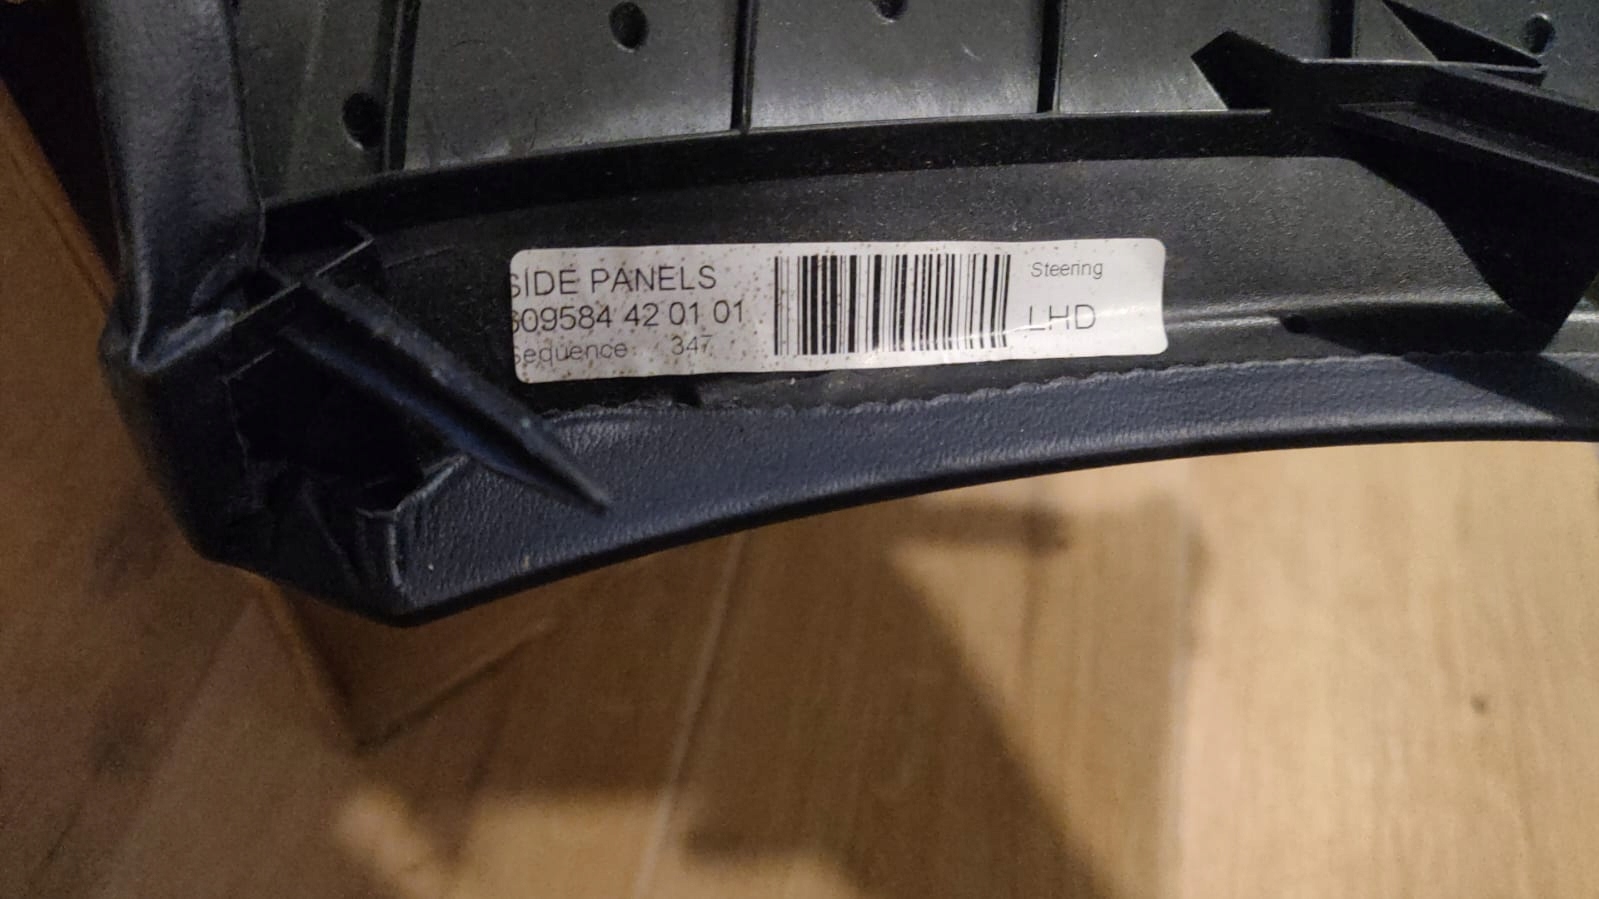 SIDE PANELS
609584 42 01 01
Sequence: 347
Steering
LHD